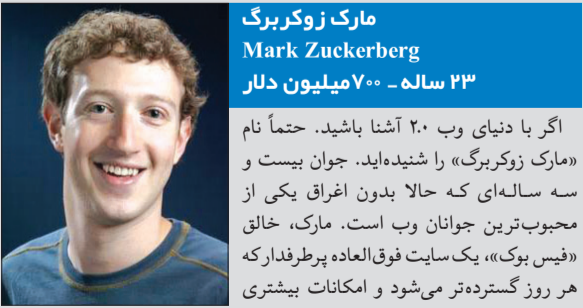 مارک زوکربرگ
Mark Zuckerberg
۲۳ ساله - ۷۰۰میلیون دلار
اگر با دنیای وب ۲.۰ آشنا باشید. حتماً نام
«مارک زوکربرگ» را شنیده‌اید. جوان بیست و
سه ساله‌ای که حالا بدون اغراق یکی از
محبوب‌ترین جوانان وب است. مارک، خالق
«فیس بوک»، یک سایت فوق‌العاده پرطرفدار که
هر روز گسترده‌تر می‌شود و امکانات بیشتری